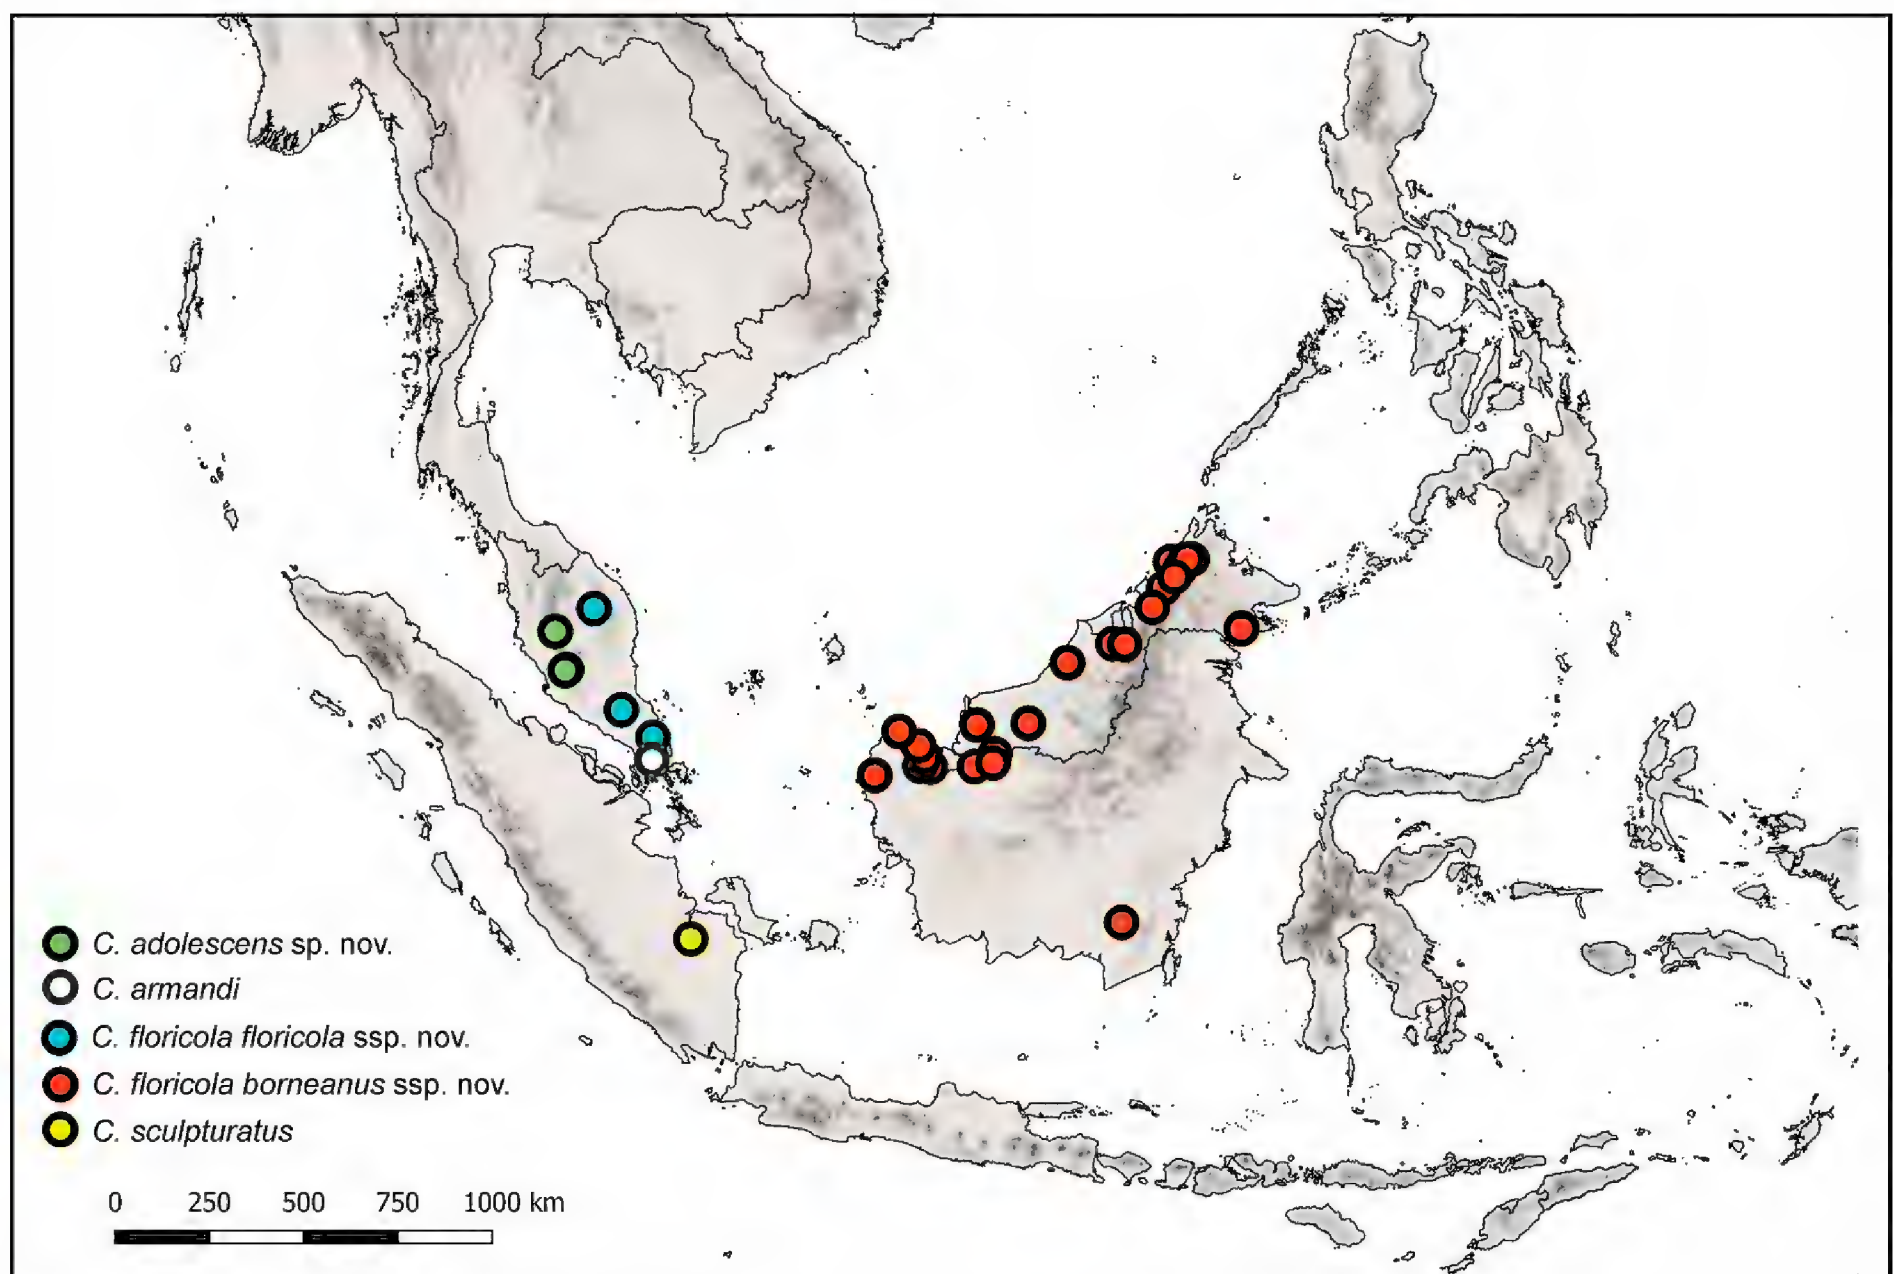 C. adolescens sp. nov.
C. armandi
C. floricola floricola ssp. nov.
C. floricola borneanus ssp. nov.
C. sculpturatus
0 250 500 750 1000 km